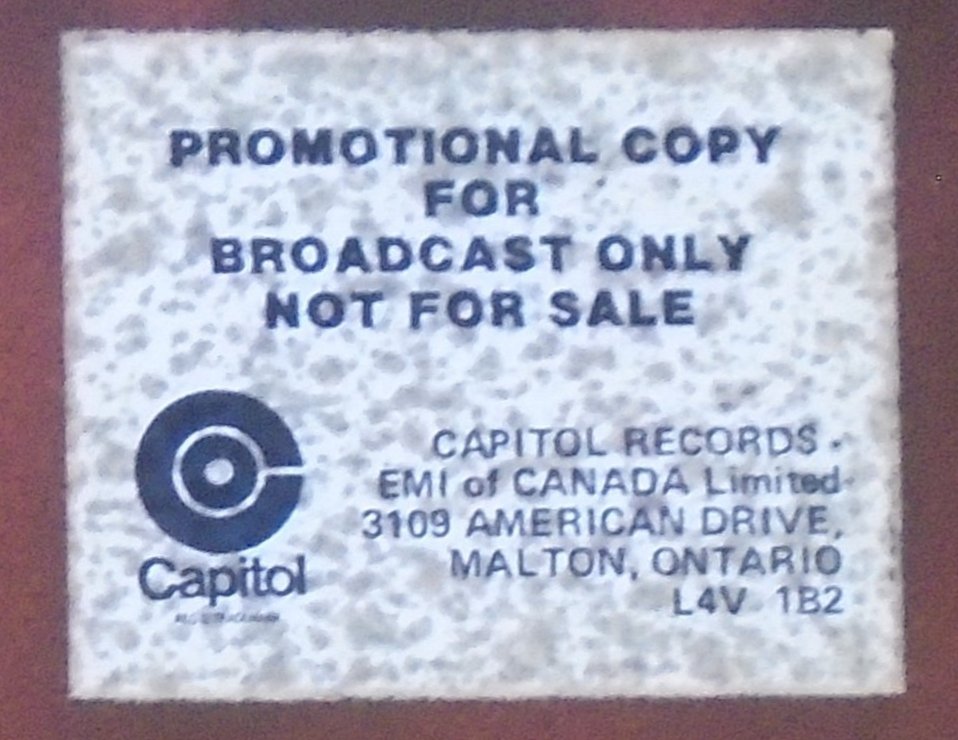 PROMOTIONAL COPY
FOR
BROADCAST ONLY
NOT FOR SALE
CAPITOL RECORDS -
EMI of CANADA Limited
3109 AMERICAN DRIVE,
MALTON, ONTARIO
L4V 1B2
Capitol